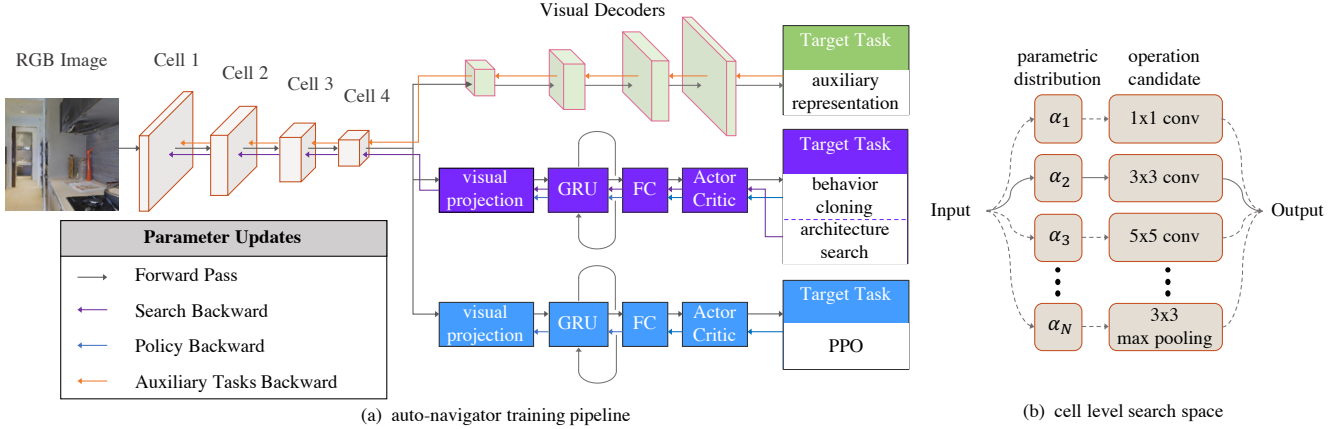 Visual Decoders
RGB Image
Cell 1
Cell 2
Cell 3
Cell 4
Target Task
auxiliary
representation
Target Task
behavior
cloning
architecture
search
visual
projection
GRU
FC
Actor
Critic
Target Task
PPO
visual
projection
GRU
FC
Actor
Critic
Parameter Updates
Forward Pass
Search Backward
Policy Backward
Auxiliary Tasks Backward
(a) auto-navigator training pipeline
parametric
distribution
operation
candidate
α1
1x1 conv
α2
3x3 conv
Input
Output
α3
5x5 conv
αN
3x3
max pooling
(b) cell level search space